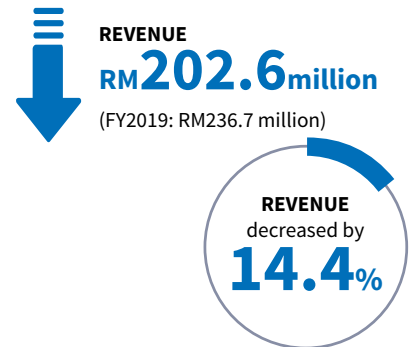 REVENUE
RM202.6million
(FY2019: RM236.7 million)
REVENUE
decreased by
14.4%